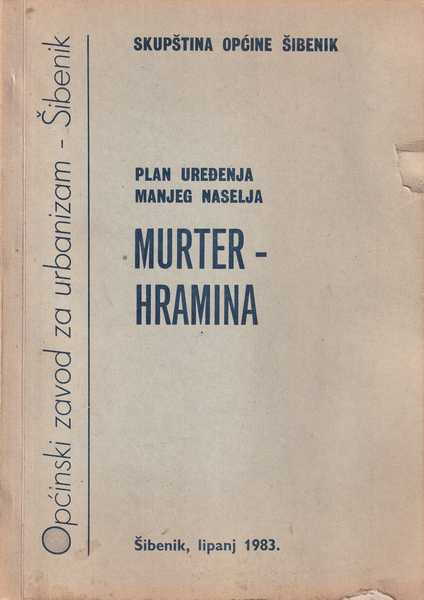 SKUPŠTINA OPĆINE ŠIBENIK
PLAN UREĐENJA
MANJEG NASELJA
MURTER -
HRAMINA
Šibenik, lipanj 1983.
Općinski zavod za urbanizam - Šibenik